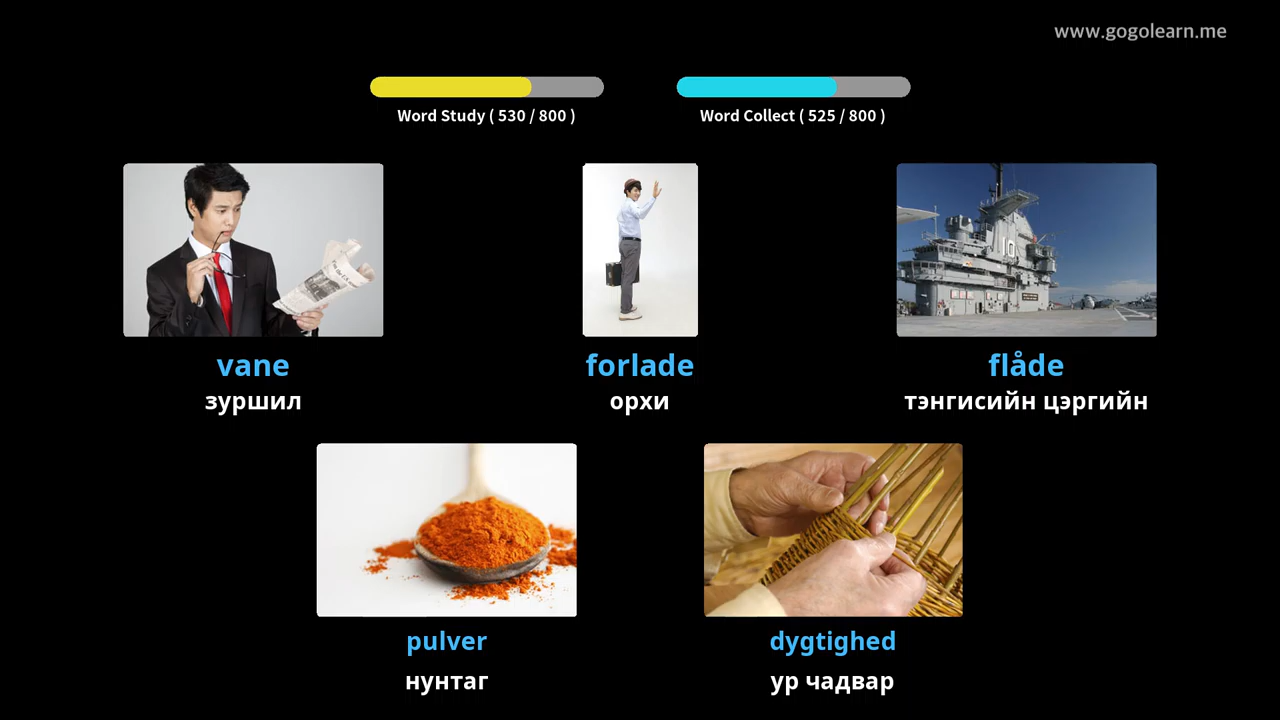 www.gogolearn.me
Word Study ( 530 / 800 )
Word Collect ( 525 / 800 )
16
vane
forlade
flåde
зуршил
орхи
тэнгисийн цэргийн
pulver
dygtighed
нунтаг
ур чадвар